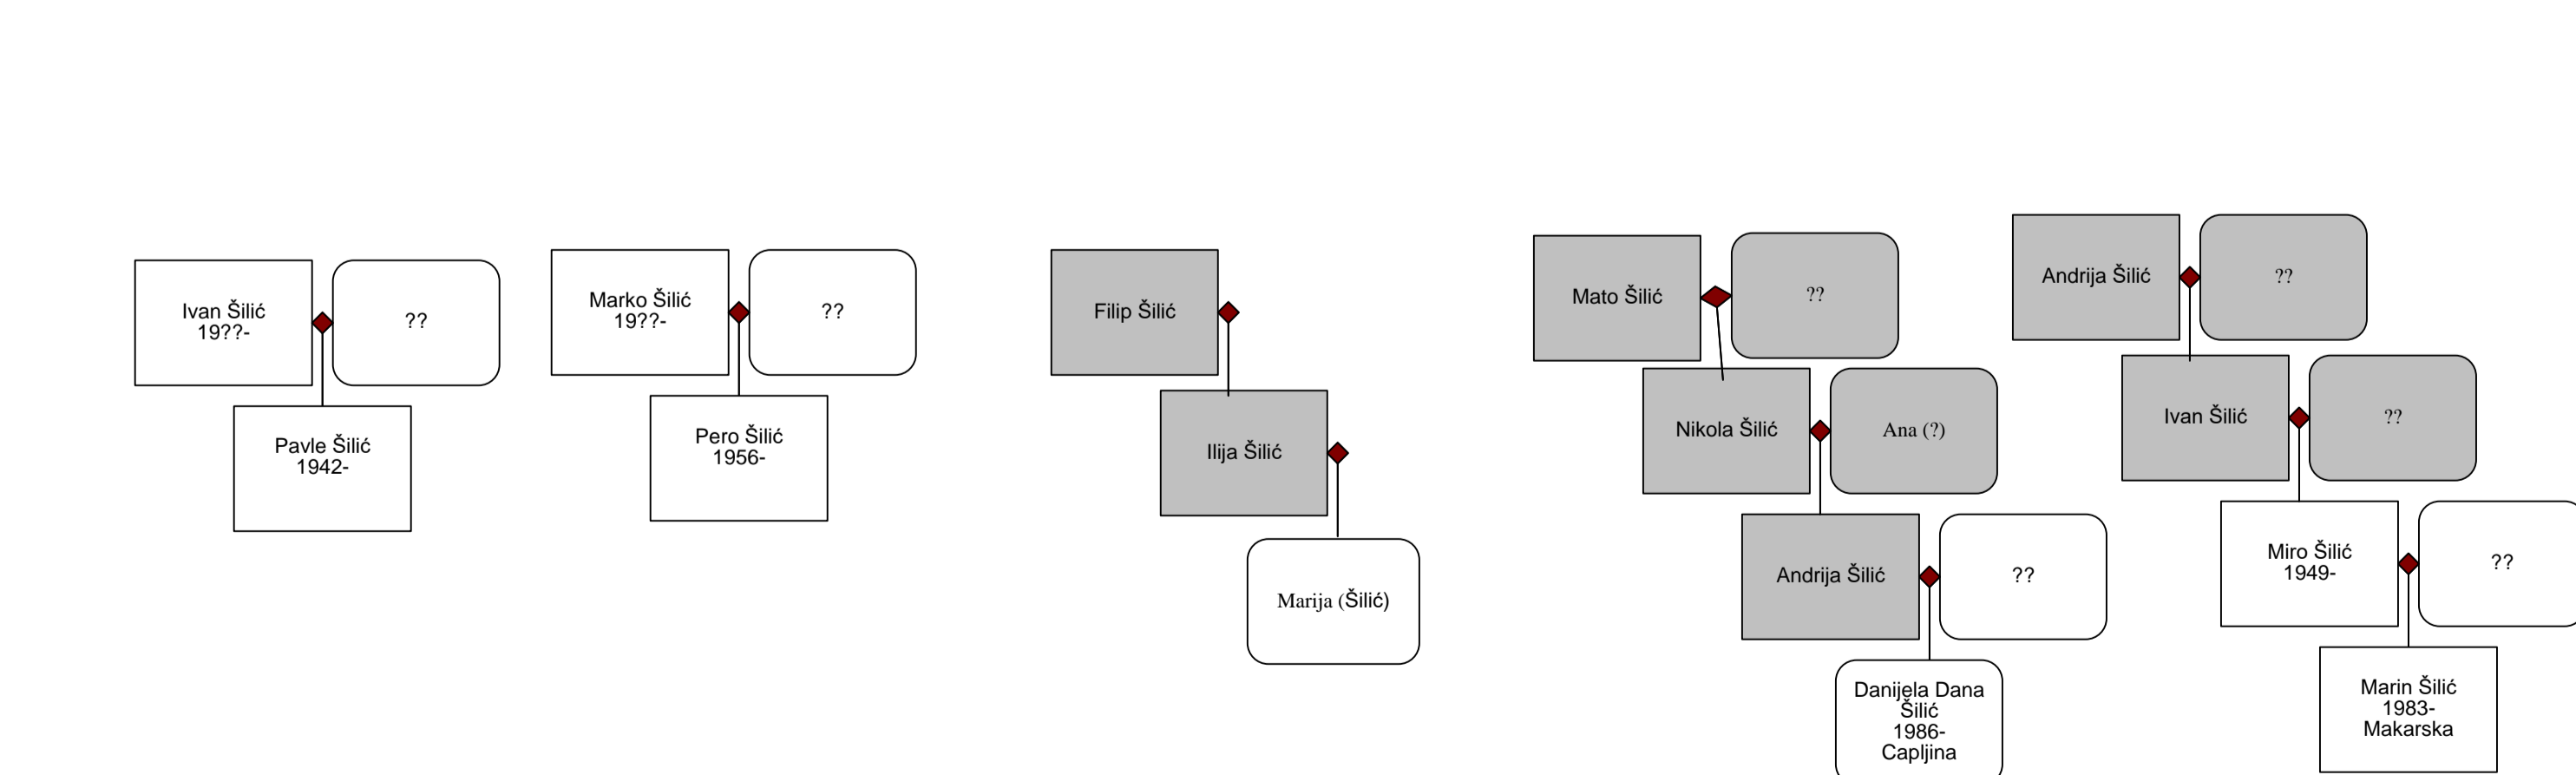 Ivan Šilić
19??-
??
Pavle Šilić
1942-
Marko Šilić
19??-
??
Pero Šilić
1956-
Filip Šilić
Ilija Šilić
Marija (Šilić)
Mato Šilić
??
Nikola Šilić
Ana (?)
Andrija Šilić
??
Danijela Dana
Šilić
1986-
Capljina
Andrija Šilić
??
Ivan Šilić
??
Miro Šilić
1949-
??
Marin Šilić
1983-
Makarska